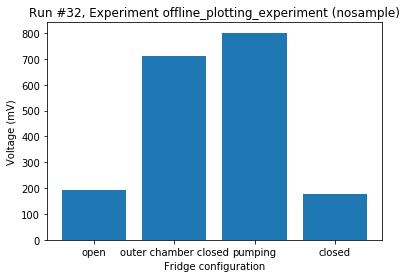 Run #32, Experiment offline_plotting_experiment (nosample)
800
700
600
500
400
300
200
100
0
Voltage (mV)
open outer chamber closed pumping closed
Fridge configuration